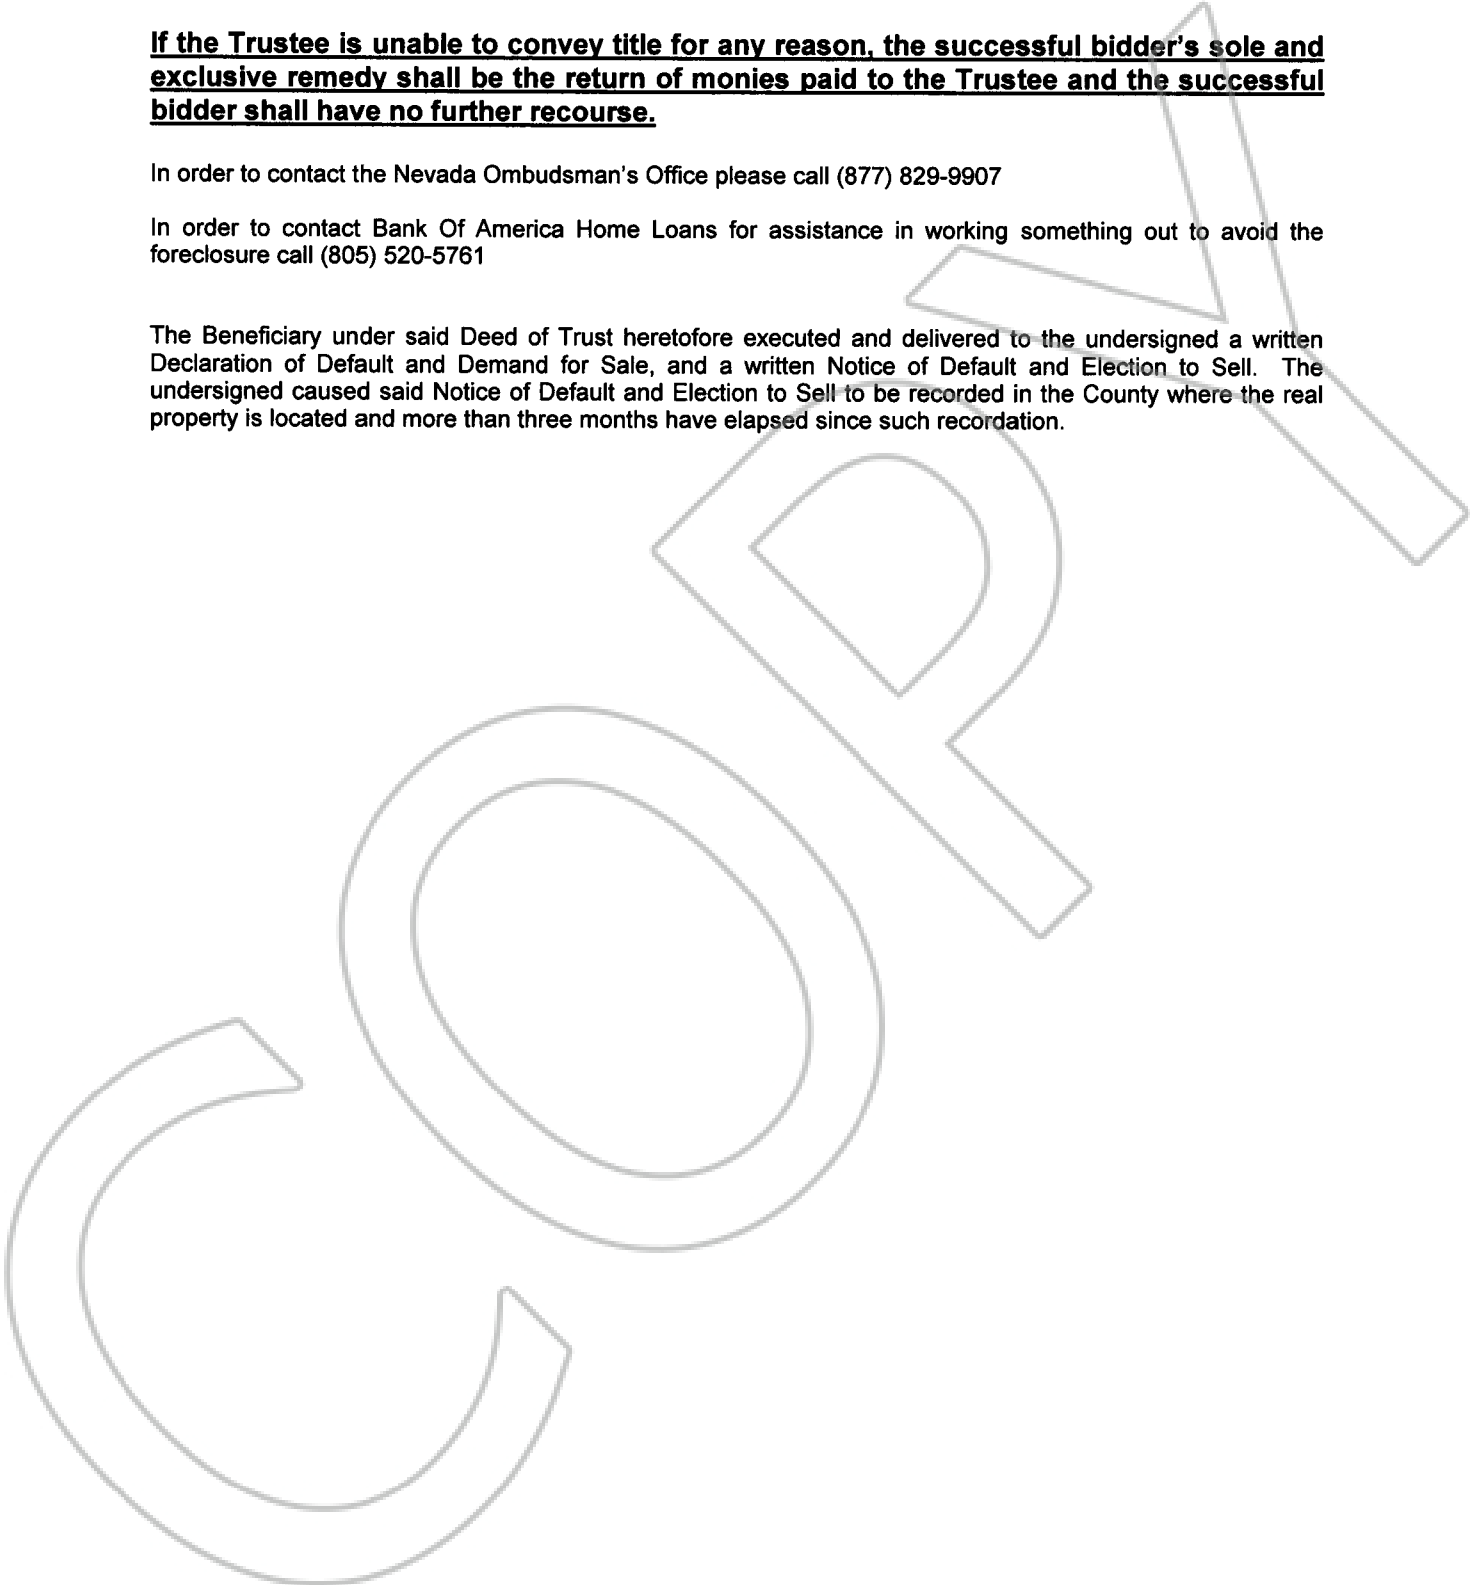 If the Trustee is unable to convey title for any reason, the successful bidder's sole and
exclusive remedy shall be the return of monies paid to the Trustee and the successful
bidder shall have no further recourse.
In order to contact the Nevada Ombudsman's Office please call (877) 829-9907
In order to contact Bank Of America Home Loans for assistance in working something out to avoid the
foreclosure call (805) 520-5761
The Beneficiary under said Deed of Trust heretofore executed and delivered to the undersigned a written
Declaration of Default and Demand for Sale, and a written Notice of Default and Election to Sell. The
undersigned caused said Notice of Default and Election to Sell to be recorded in the County where the real
property is located and more than three months have elapsed since such recordation.
COPY